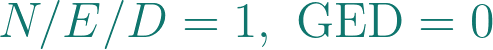 N/E/D = 1, GED = 0